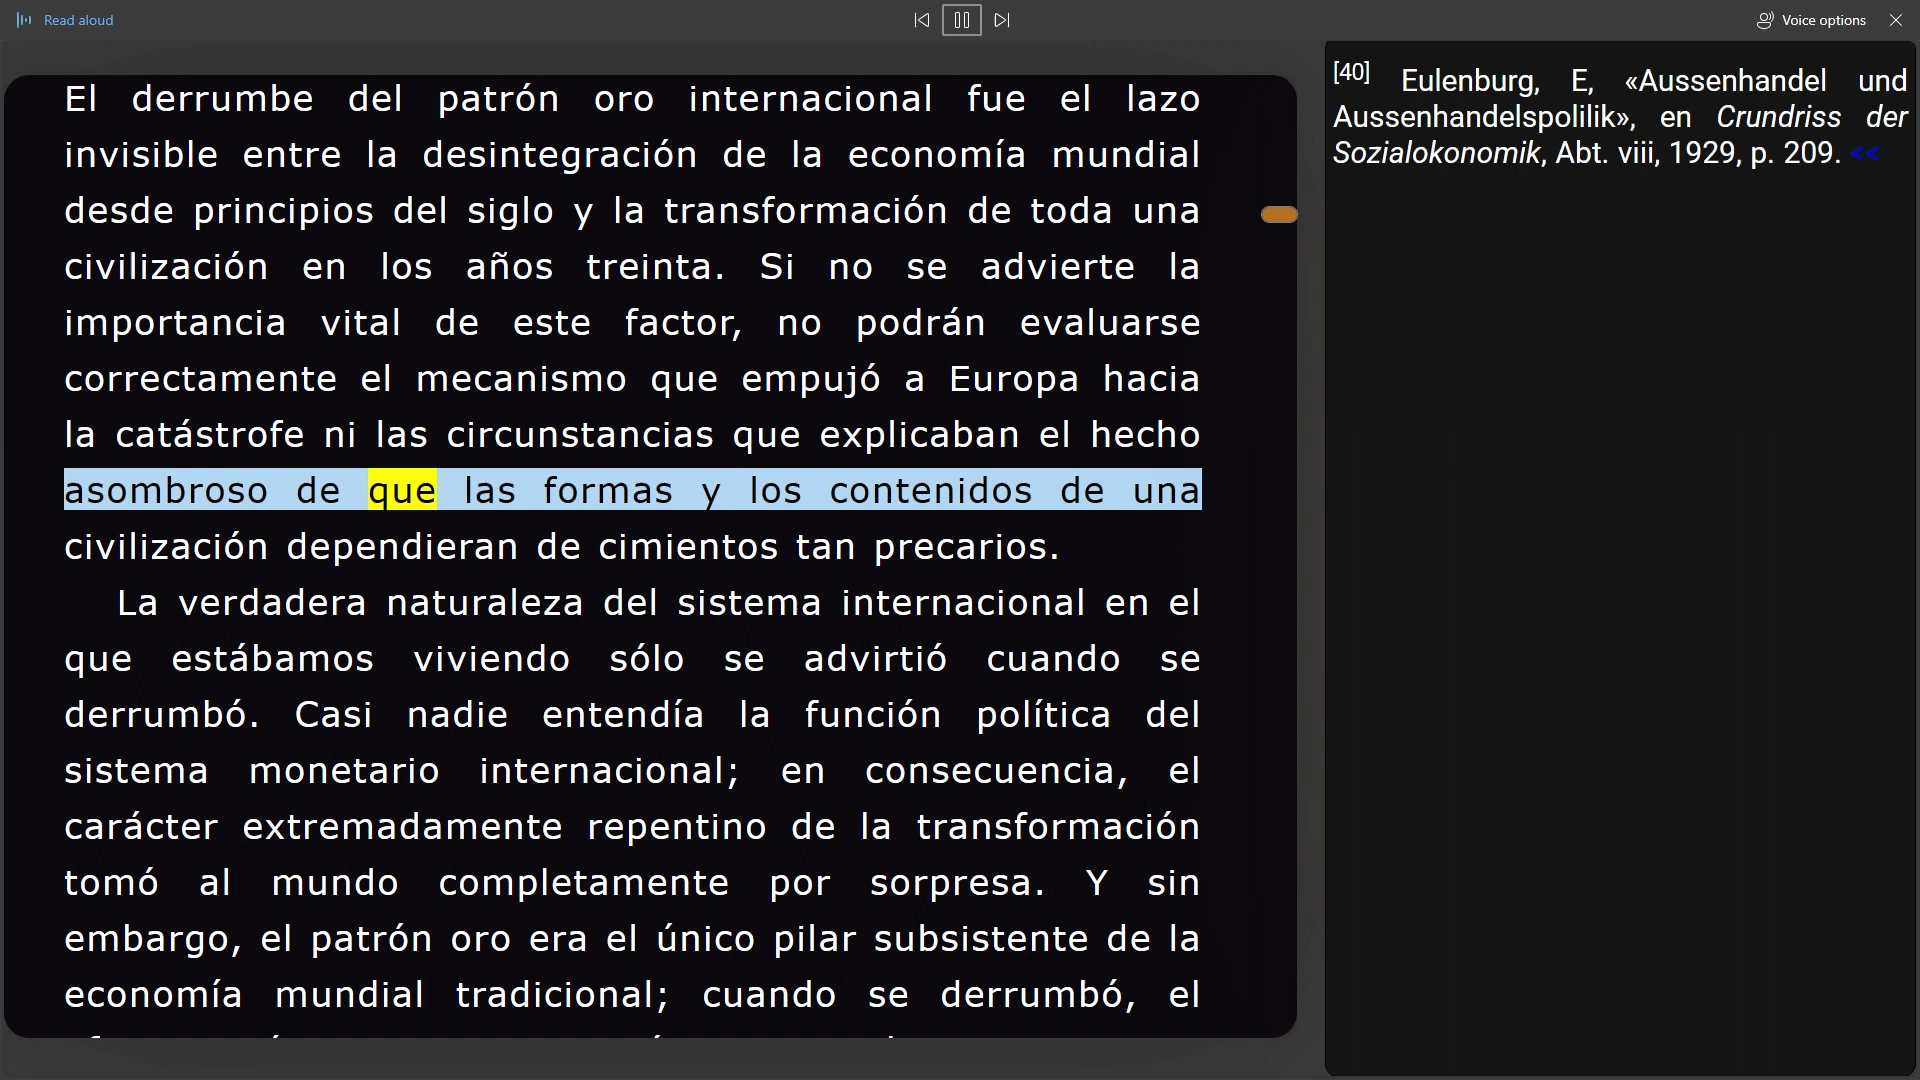 Read aloud
Voice options
El derrumbe del patrón oro internacional fue el lazo
invisible entre la desintegración de la economía mundial
desde principios del siglo y la transformación de toda una
civilización en los años treinta. Si no se advierte la
importancia vital de este factor, no podrán evaluarse
correctamente el mecanismo que empujó a Europa hacia
la catástrofe ni las circunstancias que explicaban el hecho
asombroso de que las formas y los contenidos de una
civilización dependieran de cimientos tan precarios.
La verdadera naturaleza del sistema internacional en el
que estábamos viviendo sólo se advirtió cuando se
derrumbó. Casi nadie entendía la función política del
sistema monetario internacional; en consecuencia, el
carácter extremadamente repentino de la transformación
tomó al mundo completamente por sorpresa. Y sin
embargo, el patrón oro era el único pilar subsistente de la
economía mundial tradicional; cuando se derrumbó, el
[40] Eulenburg, E, «Aussenhandel und
Aussenhandelspolilik», en Crundriss der
Sozialokonomik, Abt. viii, 1929, p. 209. <<